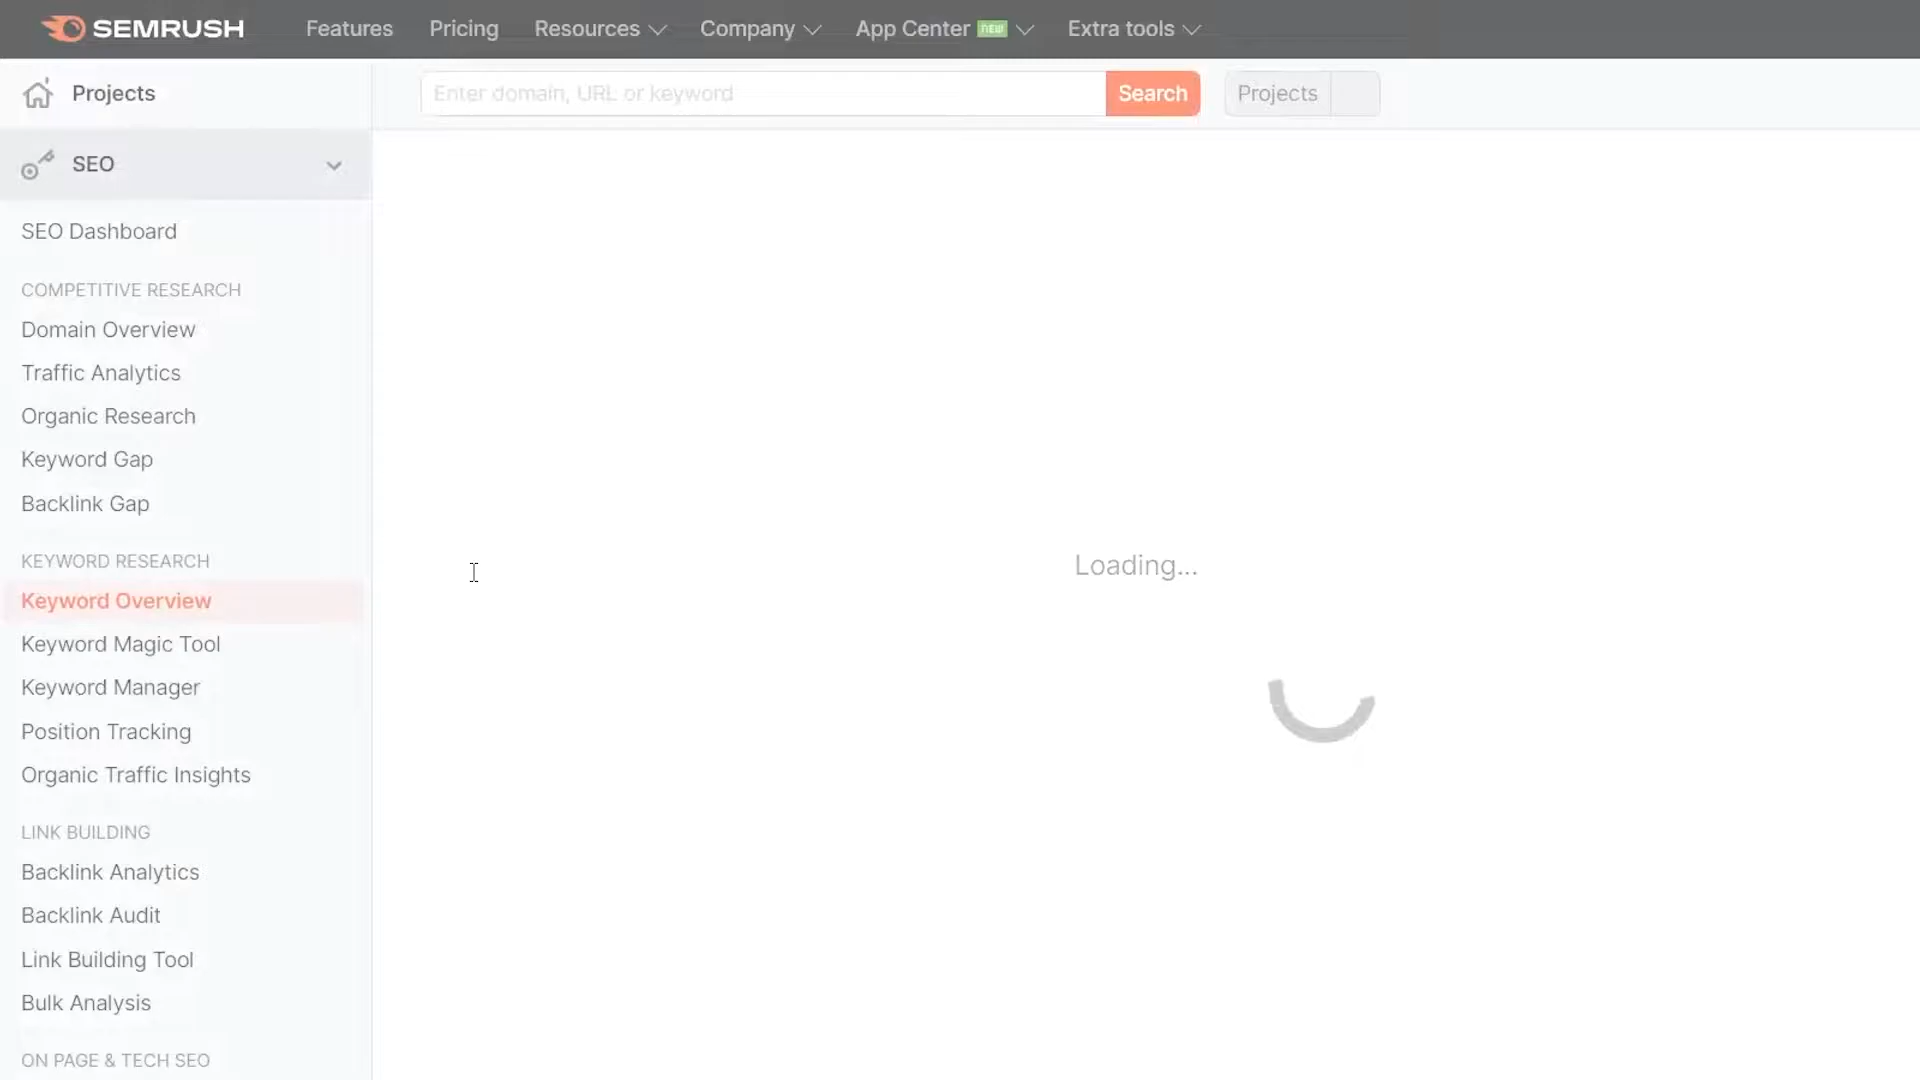 SEMRUSH Features Pricing Resources Company App Center NEW Extra tools
Projects Enter domain, URL or keyword Search Projects
SEO
SEO Dashboard
COMPETITIVE RESEARCH
Domain Overview
Traffic Analytics
Organic Research
Keyword Gap
Backlink Gap
KEYWORD RESEARCH
Loading...
Keyword Overview
Keyword Magic Tool
Keyword Manager
Position Tracking
Organic Traffic Insights
LINK BUILDING
Backlink Analytics
Backlink Audit
Link Building Tool
Bulk Analysis
ON PAGE & TECH SEO